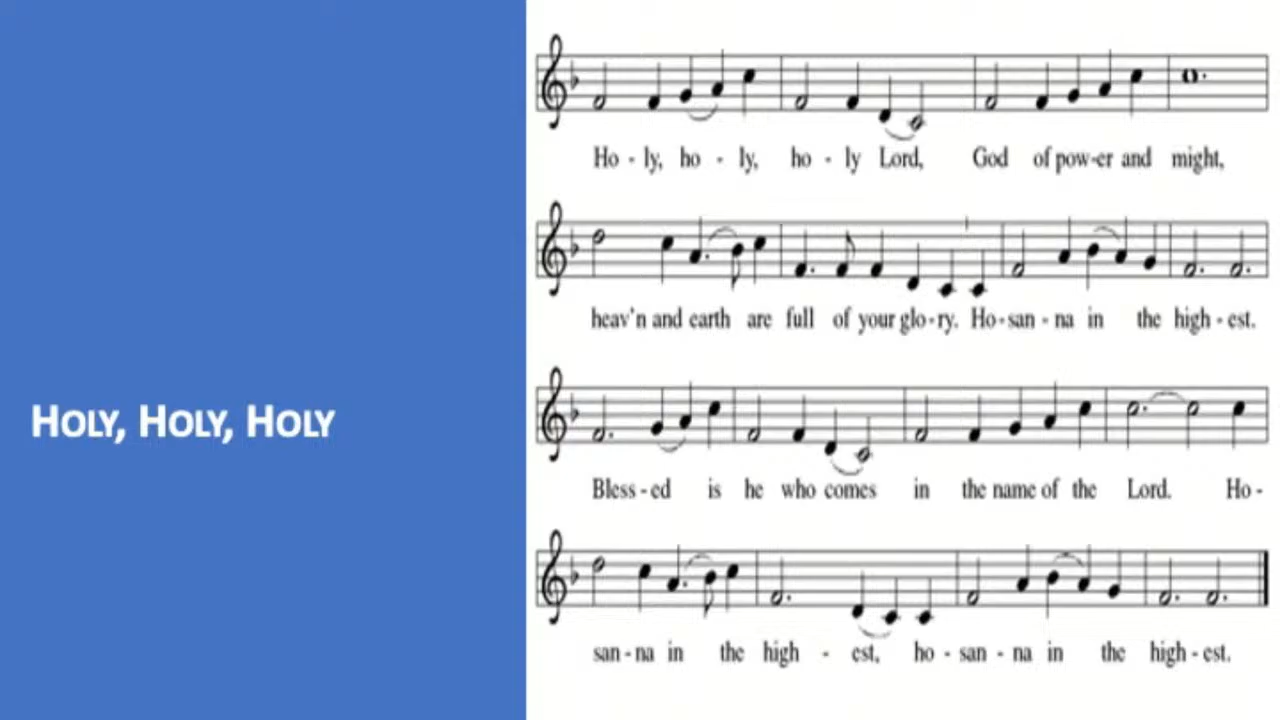 HOLY, HOLY, HOLY
Ho - ly, ho - ly, ho - ly Lord, God of pow-er and might,
heav'n and earth are full of your glo-ry. Ho-san-na in the high-est.
Bless-ed is he who comes in the name of the Lord. Ho-
san-na in the high - est, ho-san-na in the high-est.